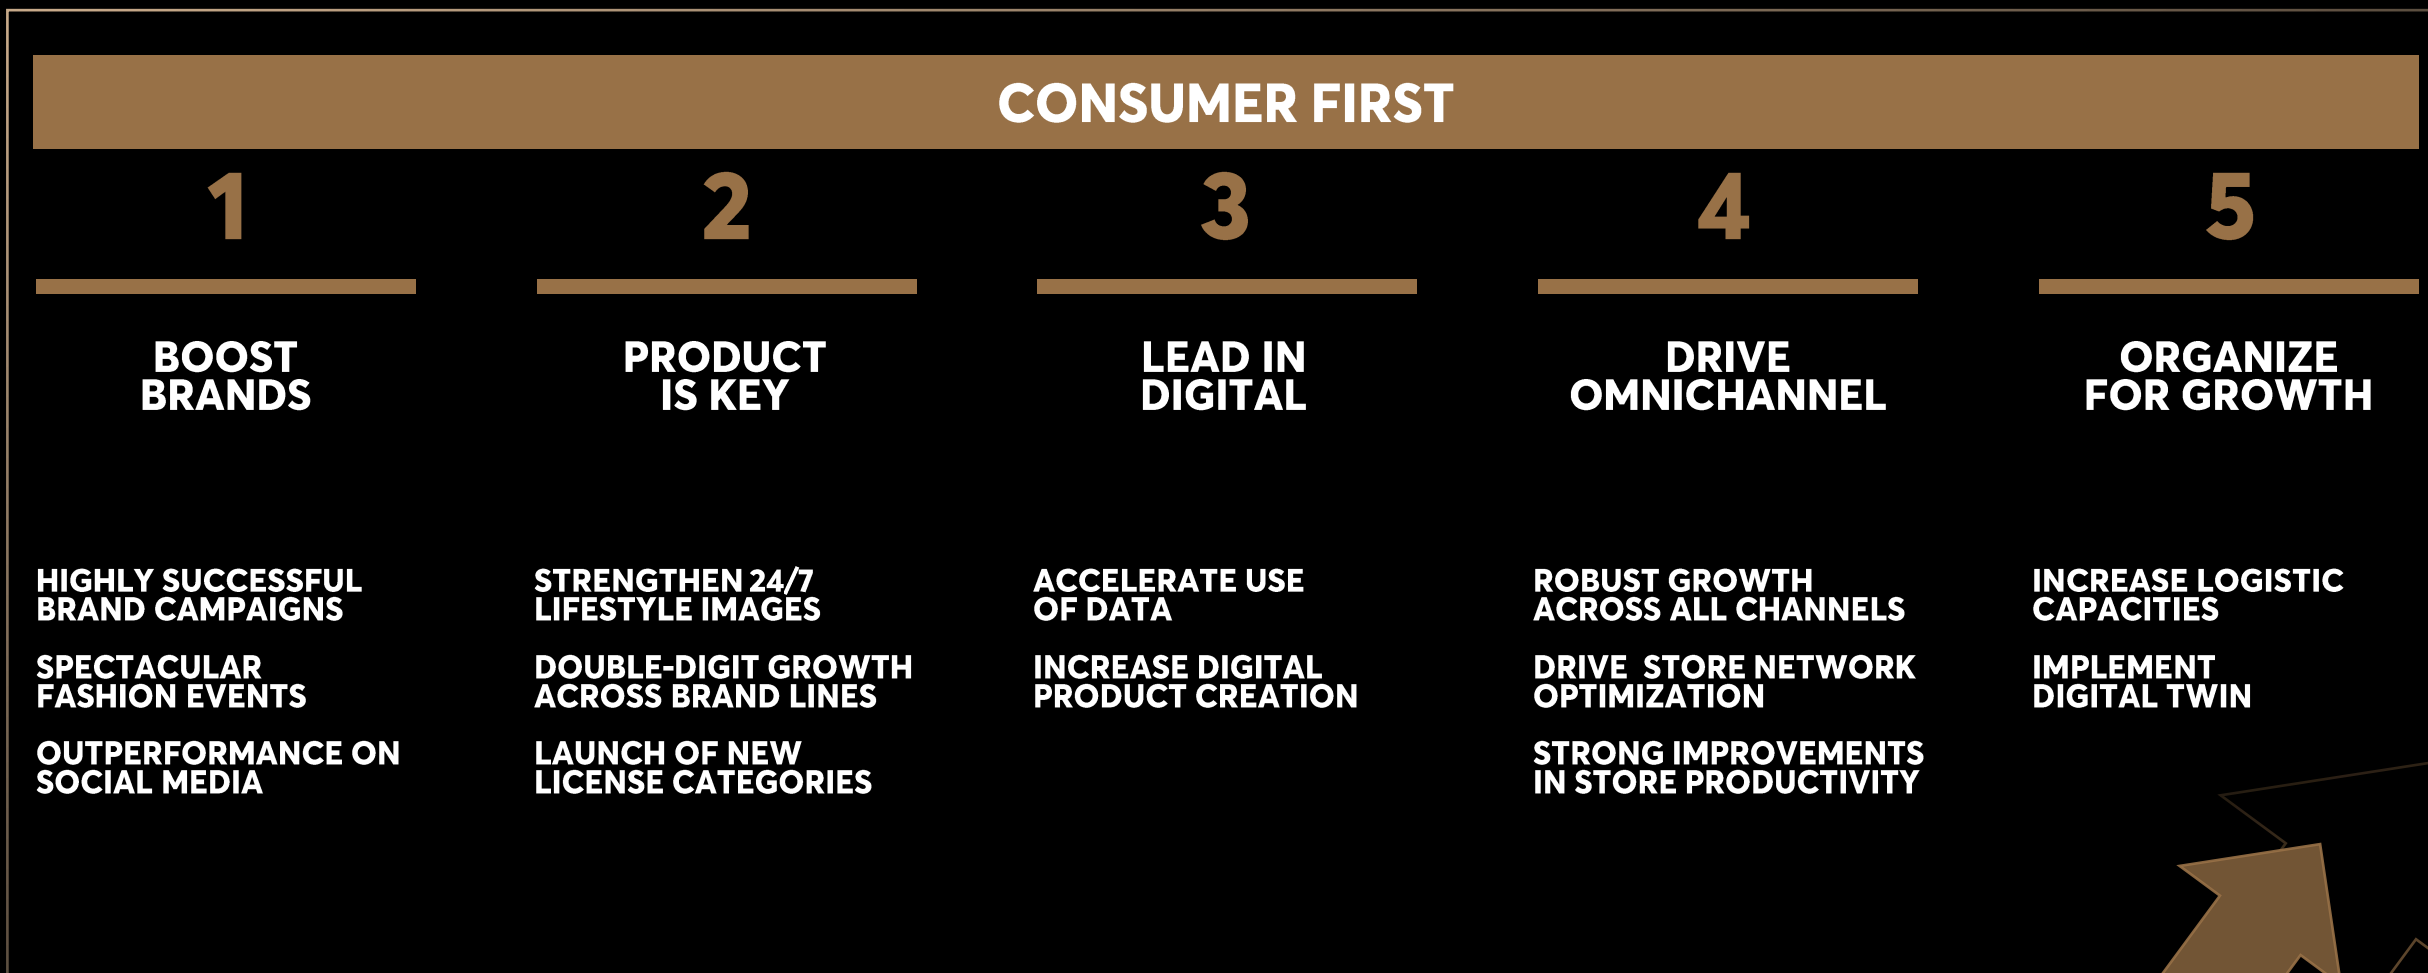 CONSUMER FIRST
1
BOOST
BRANDS
HIGHLY SUCCESSFUL
BRAND CAMPAIGNS
SPECTACULAR
FASHION EVENTS
OUTPERFORMANCE ON
SOCIAL MEDIA
2
PRODUCT
IS KEY
STRENGTHEN 24/7
LIFESTYLE IMAGES
DOUBLE-DIGIT GROWTH
ACROSS BRAND LINES
LAUNCH OF NEW
LICENSE CATEGORIES
3
LEAD IN
DIGITAL
ACCELERATE USE
OF DATA
INCREASE DIGITAL
PRODUCT CREATION
4
DRIVE
OMNICHANNEL
ROBUST GROWTH
ACROSS ALL CHANNELS
DRIVE  STORE NETWORK
OPTIMIZATION
STRONG IMPROVEMENTS
IN STORE PRODUCTIVITY
5
ORGANIZE
FOR GROWTH
INCREASE LOGISTIC
CAPACITIES
IMPLEMENT
DIGITAL TWIN